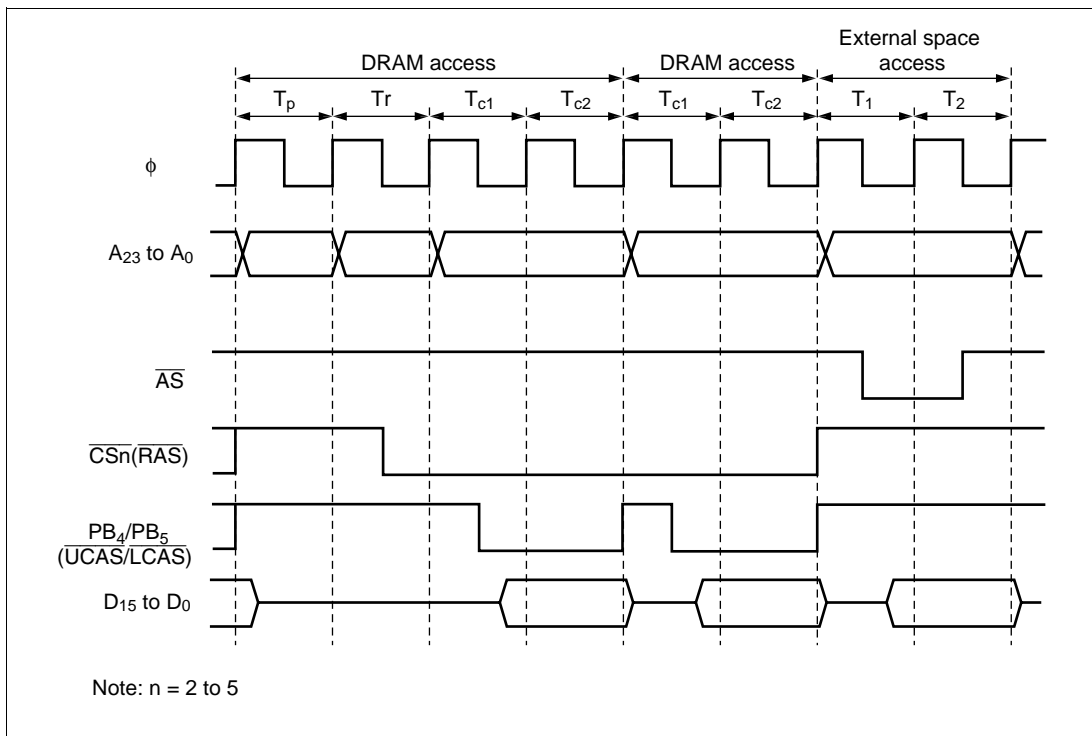 External space
DRAM access DRAM access access
Tp Tr Tc1 Tc2 Tc1 Tc2 T1 T2
ϕ
A23 to A0
AS
CSn(RAS)
PB4/PB5
(UCAS/LCAS)
D15 to D0
Note: n = 2 to 5